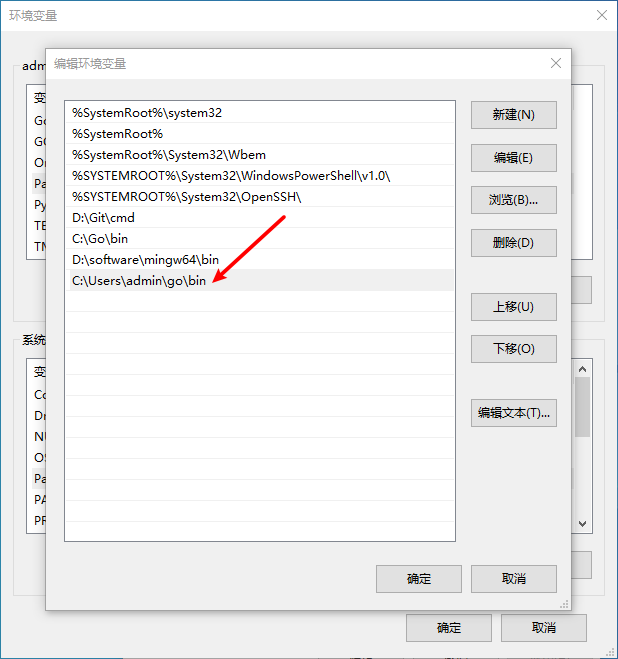 环境变量
编辑环境变量
adm
变
Go
GO
On
Pa
Py
TE
TM
系统
变
Co
Dr
NU
OS
Pa
PA
PR
%SystemRoot%\system32
%SystemRoot%
%SystemRoot%\System32\Wbem
%SYSTEMROOT%\System32\WindowsPowerShell\v1.0\
%SYSTEMROOT%\System32\OpenSSH\
D:\Git\cmd
C:\Go\bin
D:\software\mingw64\bin
C:\Users\admin\go\bin
新建(N)
编辑(E)
浏览(B)...
删除(D)
上移(U)
下移(O)
编辑文本(T)...
确定
取消
确定
取消